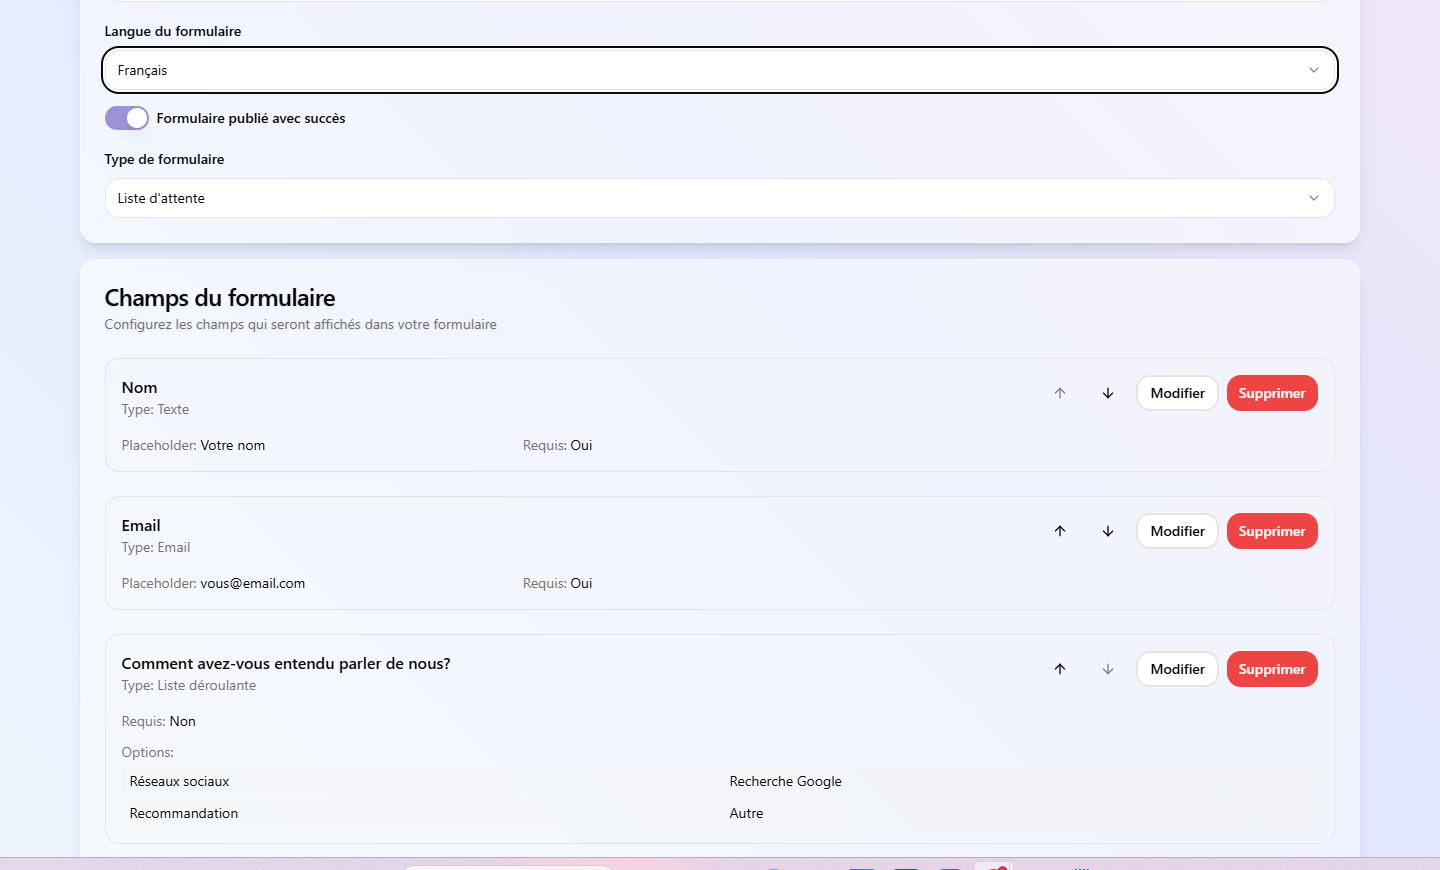 Langue du formulaire
Français
Formulaire publié avec succès
Type de formulaire
Liste d'attente
Champs du formulaire
Configurez les champs qui seront affichés dans votre formulaire
Nom
Modifier
Supprimer
Type: Texte
Placeholder: Votre nom
Requis: Oui
Email
Modifier
Supprimer
Type: Email
Placeholder: vous@email.com
Requis: Oui
Comment avez-vous entendu parler de nous?
Modifier
Supprimer
Type: Liste déroulante
Requis: Non
Options:
Réseaux sociaux
Recherche Google
Recommandation
Autre